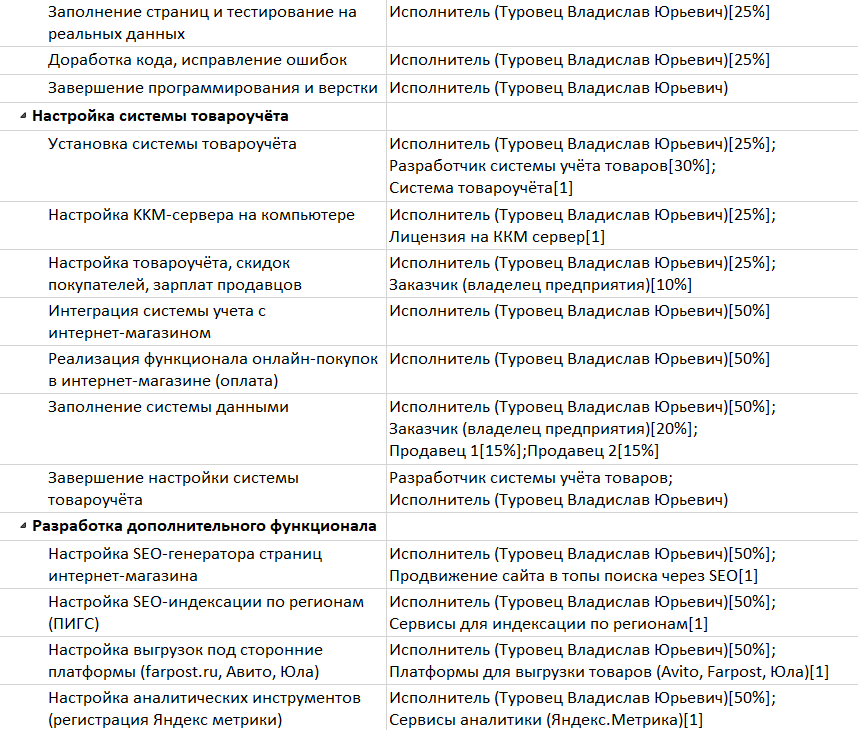 Заполнение страниц и тестирование на
реальных данных
Исполнитель (Туровец Владислав Юрьевич)[25%]
Доработка кода, исправление ошибок
Исполнитель (Туровец Владислав Юрьевич)[25%]
Завершение программирования и верстки
Исполнитель (Туровец Владислав Юрьевич)
Настройка системы товароучёта
Установка системы товароучёта
Исполнитель (Туровец Владислав Юрьевич)[25%];
Разработчик системы учёта товаров[30%];
Система товароучёта[1]
Настройка ККМ-сервера на компьютере
Исполнитель (Туровец Владислав Юрьевич)[25%];
Лицензия на ККМ сервер[1]
Настройка товароучёта, скидок
покупателей, зарплат продавцов
Исполнитель (Туровец Владислав Юрьевич)[25%];
Заказчик (владелец предприятия)[10%]
Интеграция системы учета с
интернет-магазином
Исполнитель (Туровец Владислав Юрьевич)[50%]
Реализация функционала онлайн-покупок
в интернет-магазине (оплата)
Исполнитель (Туровец Владислав Юрьевич)[50%]
Заполнение системы данными
Исполнитель (Туровец Владислав Юрьевич)[50%];
Заказчик (владелец предприятия)[20%];
Продавец 1[15%];Продавец 2[15%]
Завершение настройки системы
товароучёта
Разработчик системы учёта товаров;
Исполнитель (Туровец Владислав Юрьевич)
Разработка дополнительного функционала
Настройка SEO-генератора страниц
интернет-магазина
Исполнитель (Туровец Владислав Юрьевич)[50%];
Продвижение сайта в топы поиска через SEO[1]
Настройка SEO-индексации по регионам
(ПИГС)
Исполнитель (Туровец Владислав Юрьевич)[50%];
Сервисы для индексации по регионам[1]
Настройка выгрузок под сторонние
платформы (farpost.ru, Авито, Юла)
Исполнитель (Туровец Владислав Юрьевич)[50%];
Платформы для выгрузки товаров (Avito, Farpost, Юла)[1]
Настройка аналитических инструментов
(регистрация Яндекс метрики)
Исполнитель (Туровец Владислав Юрьевич)[50%];
Сервисы аналитики (Яндекс.Метрика)[1]